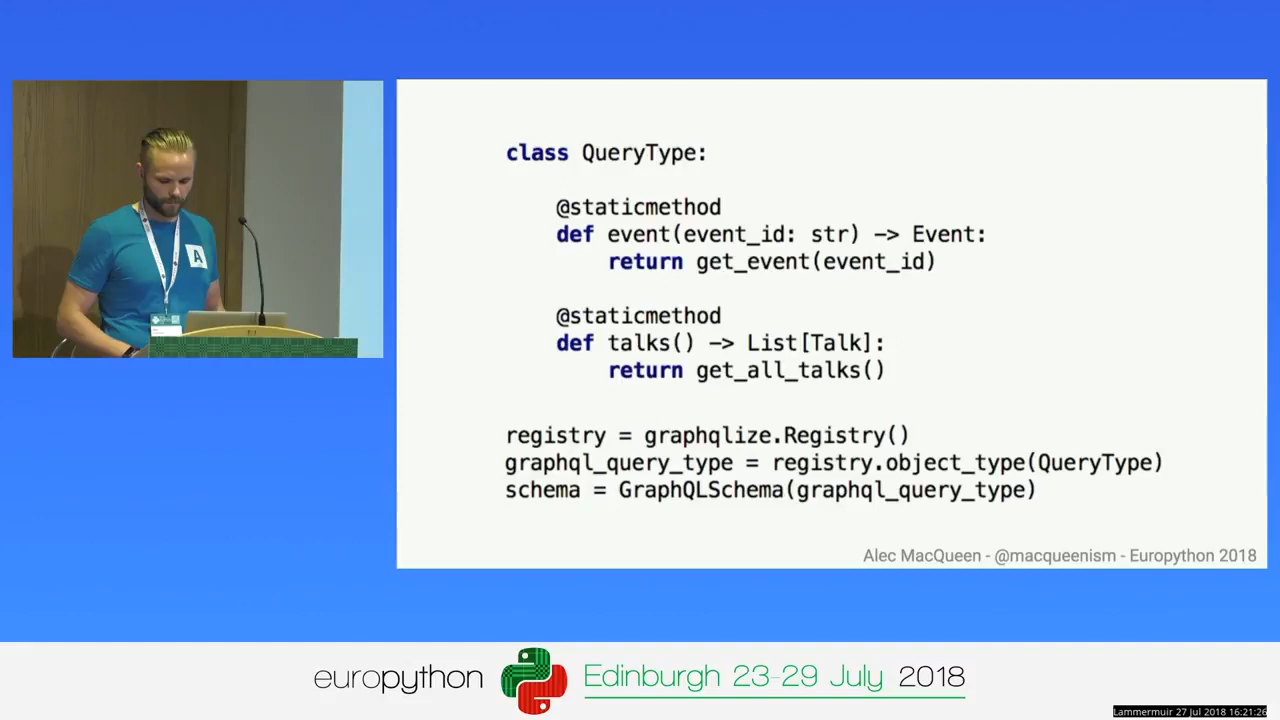 A
class QueryType:
@staticmethod
def event(event_id: str) -> Event:
return get_event(event_id)
@staticmethod
def talks() -> List[Talk]:
return get_all_talks()
registry = graphqlize.Registry()
graphql_query_type = registry.object_type(QueryType)
schema = GraphQLSchema(graphql_query_type)
Alec MacQueen - @macqueenism - Europython 2018
europython Edinburgh 23-29 July 2018
Lammermuir 27 Jul 2018 16:21:26